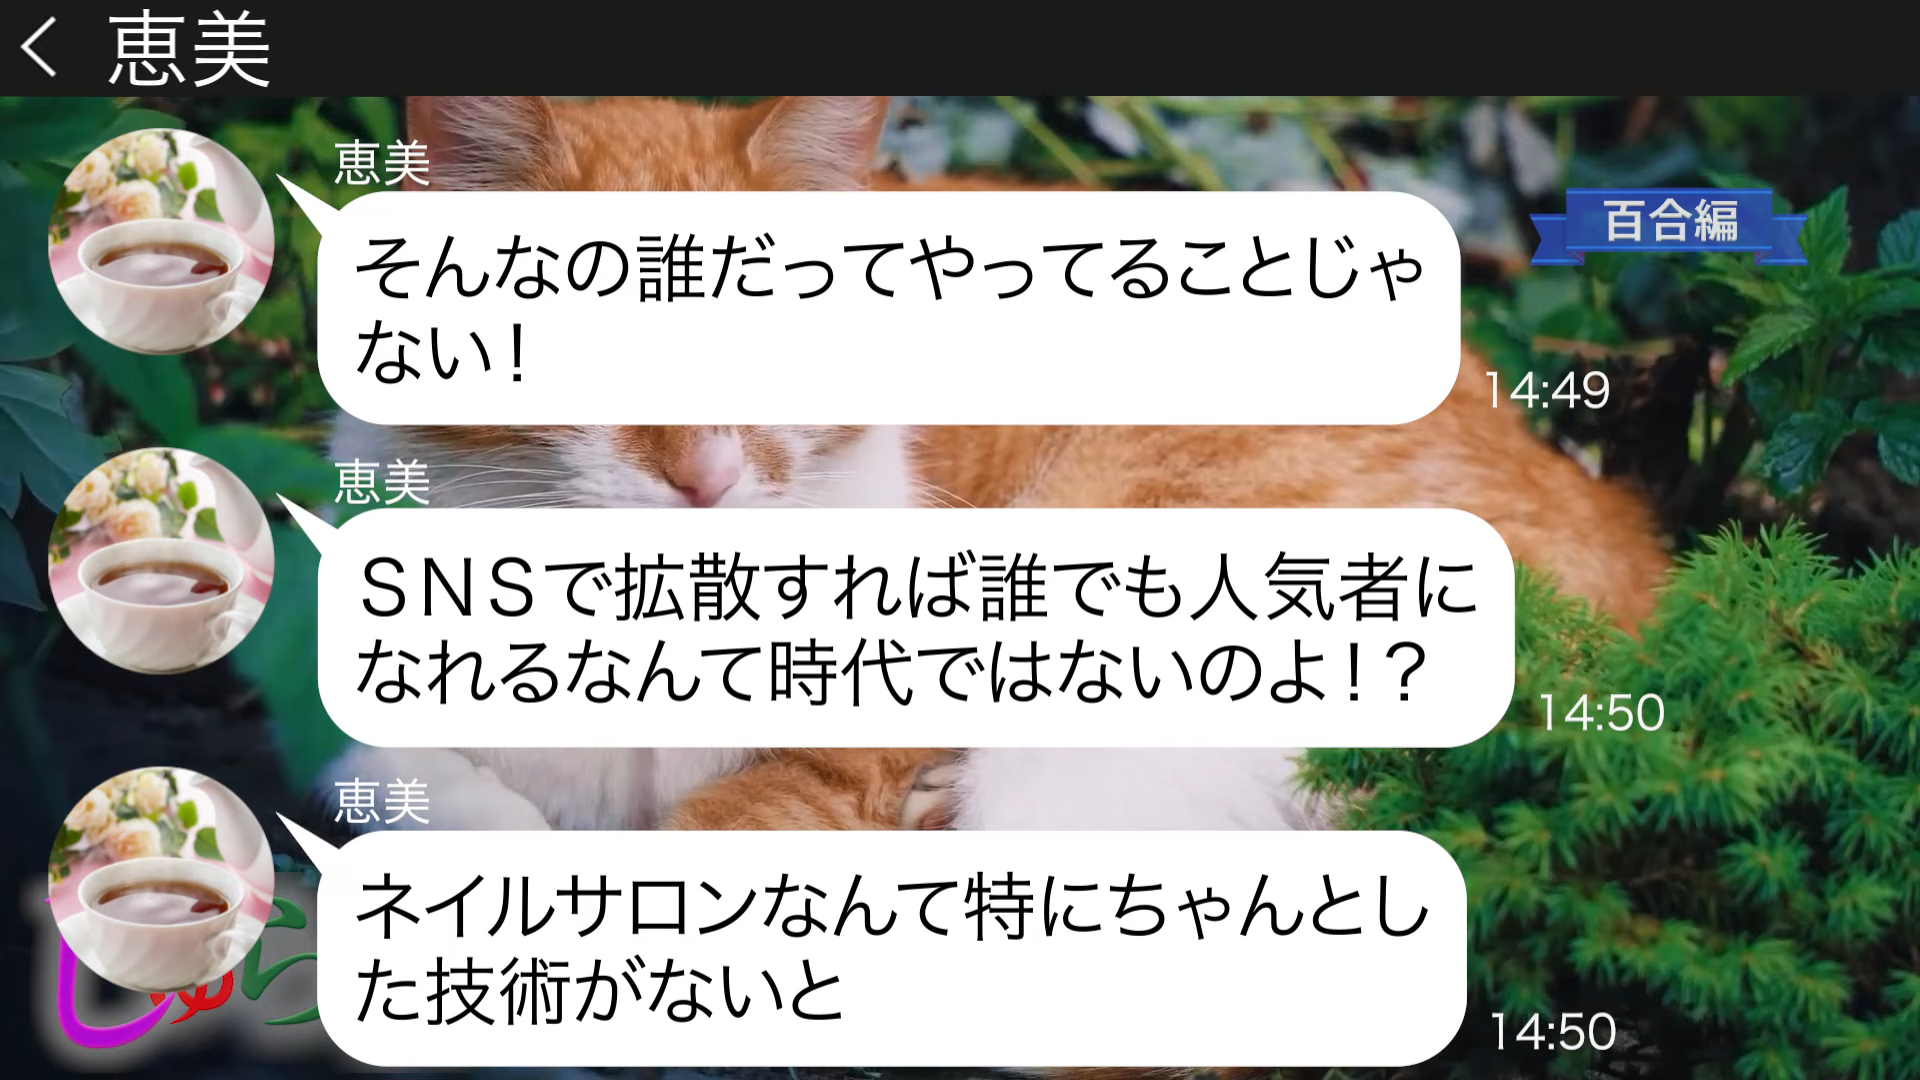 恵美
恵美
百合編
そんなの誰だってやってることじゃ
ない！
14:49
恵美
ＳＮＳで拡散すれば誰でも人気者に
なれるなんて時代ではないのよ！？
14:50
恵美
ネイルサロンなんて特にちゃんとし
た技術がないと
14:50